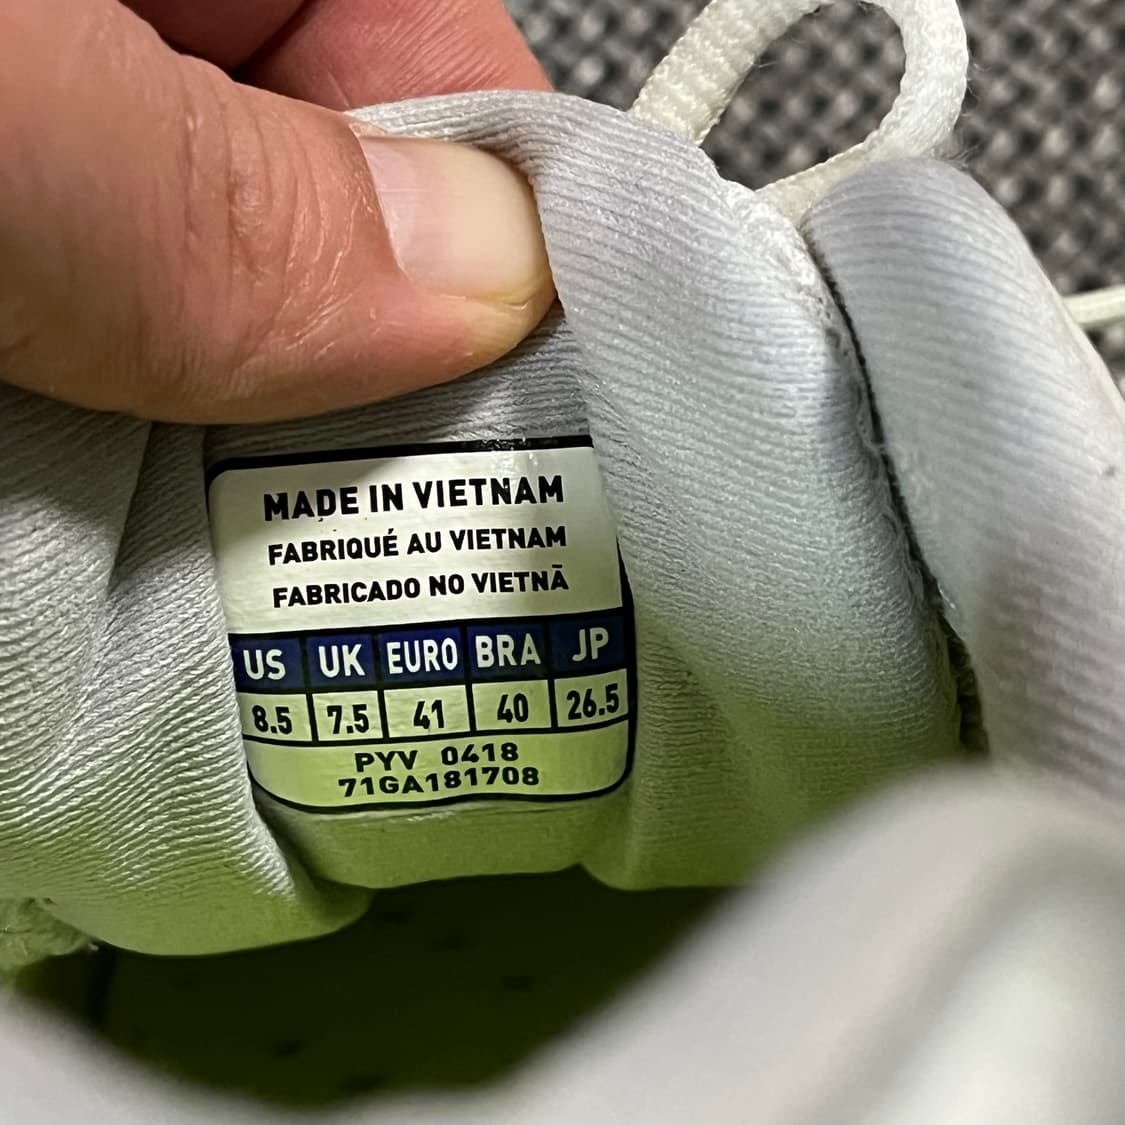 MADE IN VIETNAM
FABRIQUÉ AU VIETNAM
FABRICADO NO VIETNÃ
US UK EURO BRA JP
8.5 7.5 41 40 26.5
PYV 0418
71GA181708